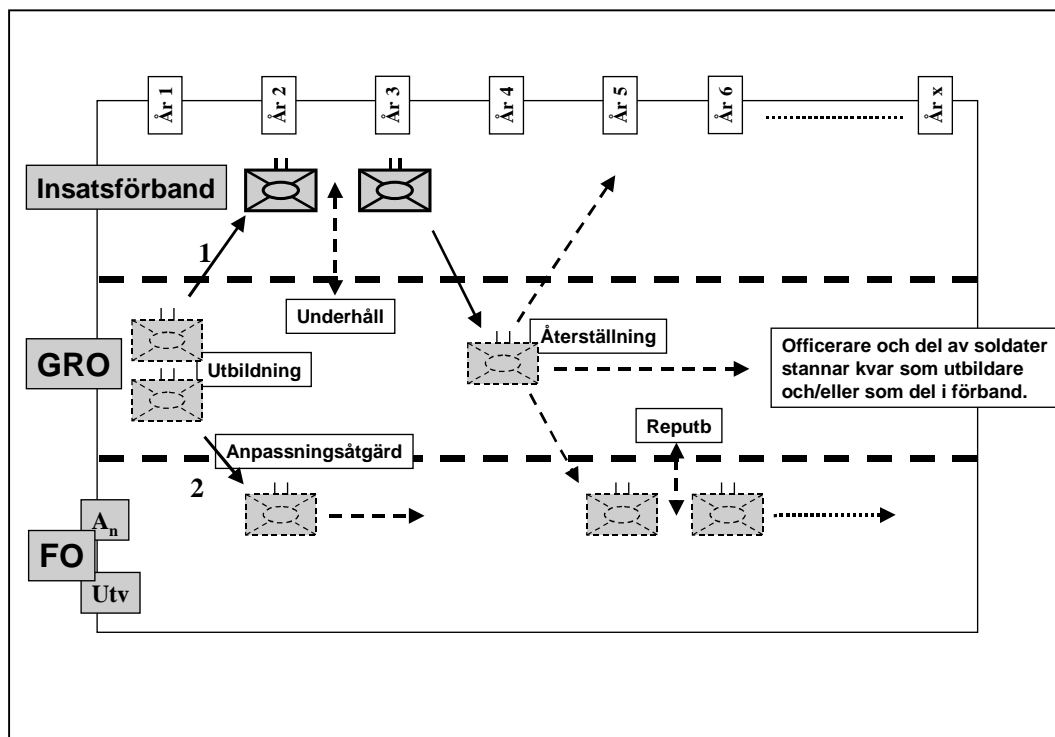 År 1
År 2
År 3
År 4
År 5
År 6
År x
Insatsförband
1
Underhåll
GRO
Utbildning
Återställning
Officerare och del av soldater
stannar kvar som utbildare
och/eller som del i förband.
Reputb
Anpassningsåtgärd
2
An
FO
Utv